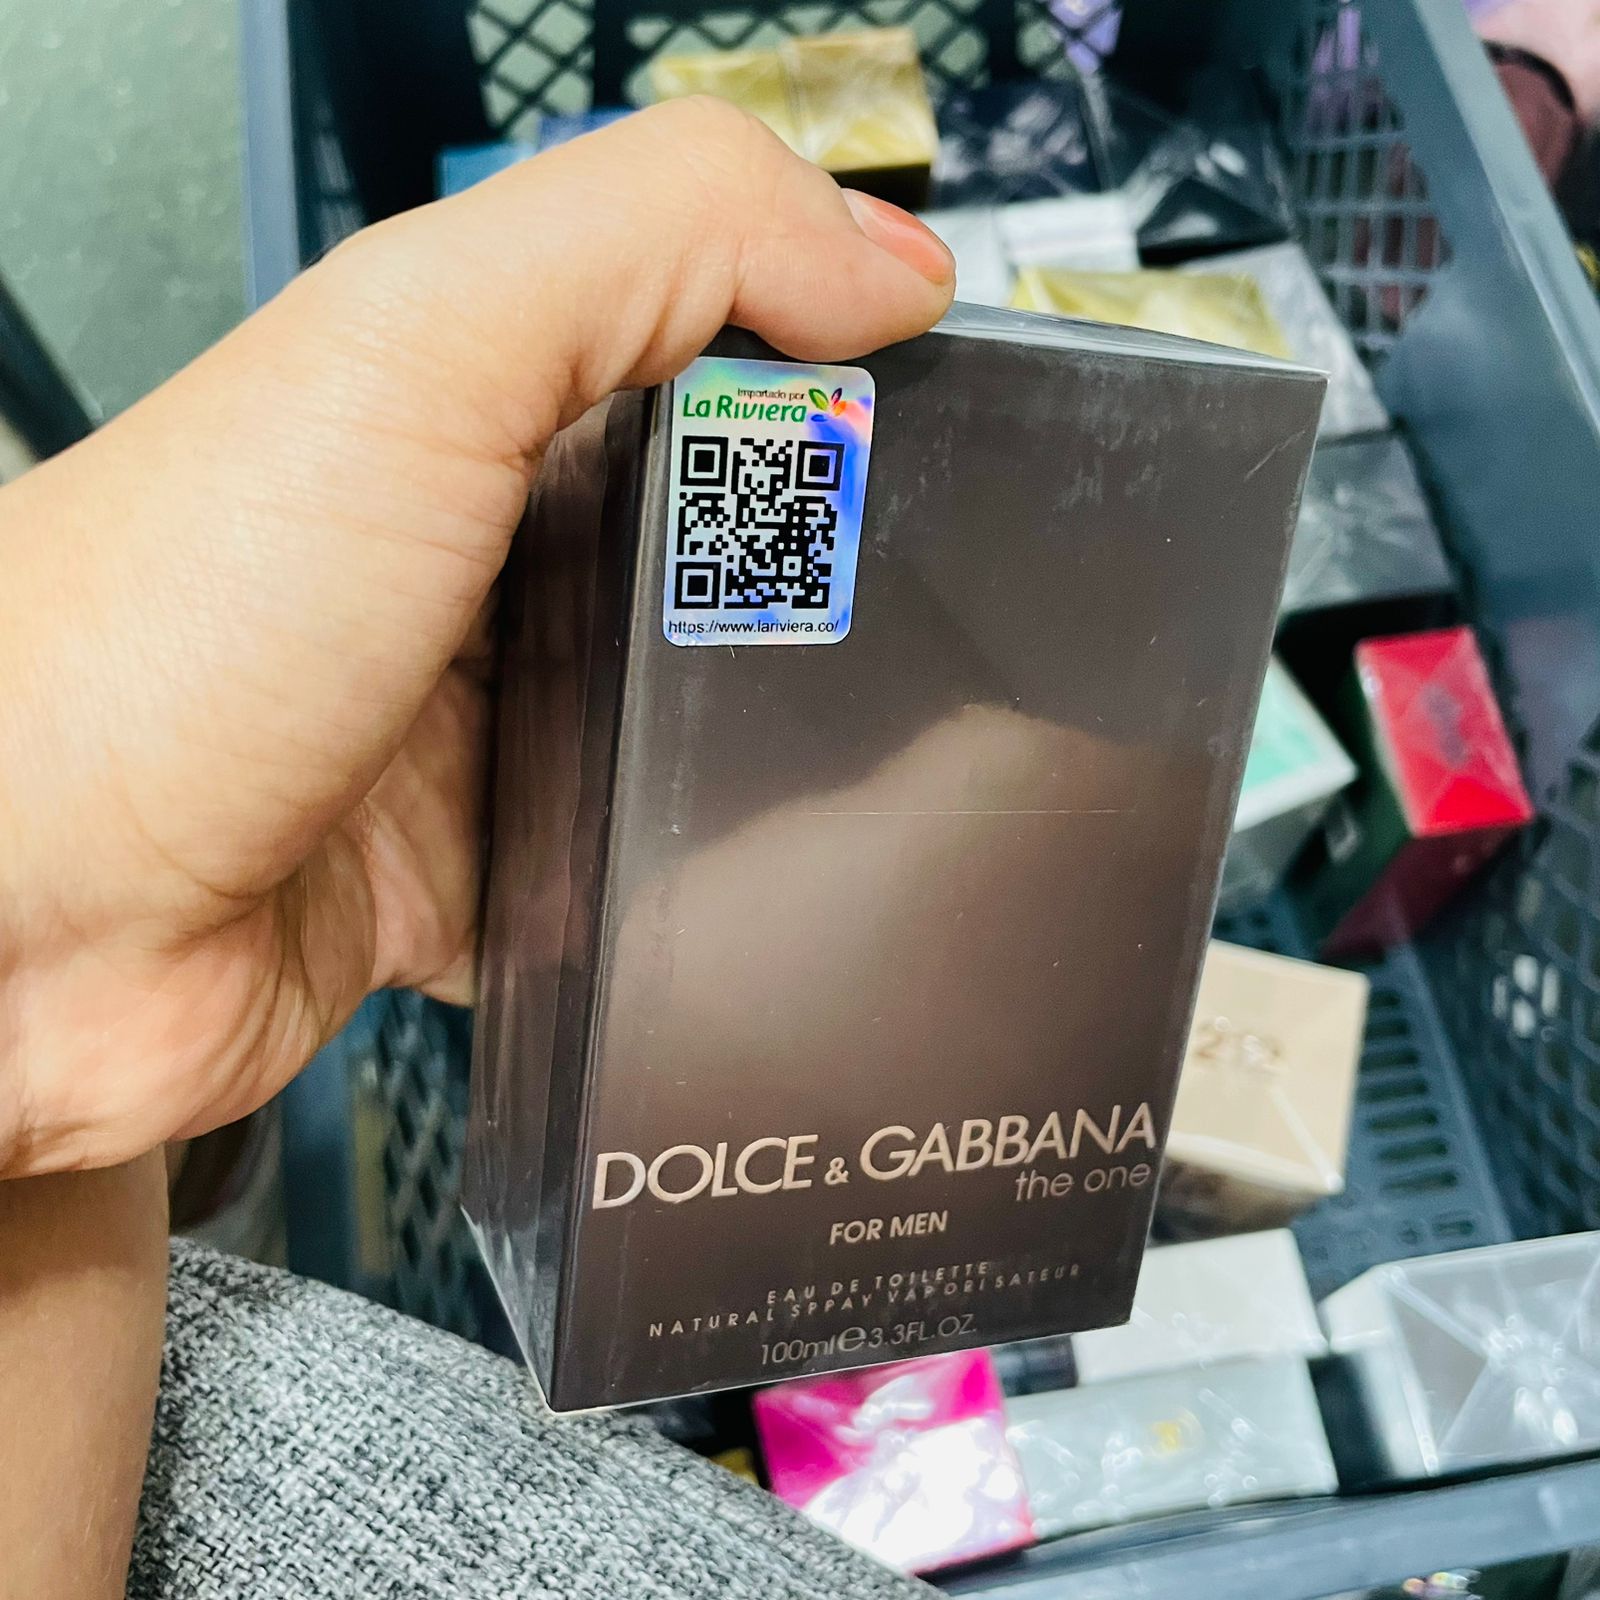 Importado por
La Riviera
https://www.lariviera.co/
DOLCE & GABBANA
the one
FOR MEN
EAU DE TOILETTE
NATURAL SPPAY VAPORISATEUR
100ml e 3.3FL.OZ.
212